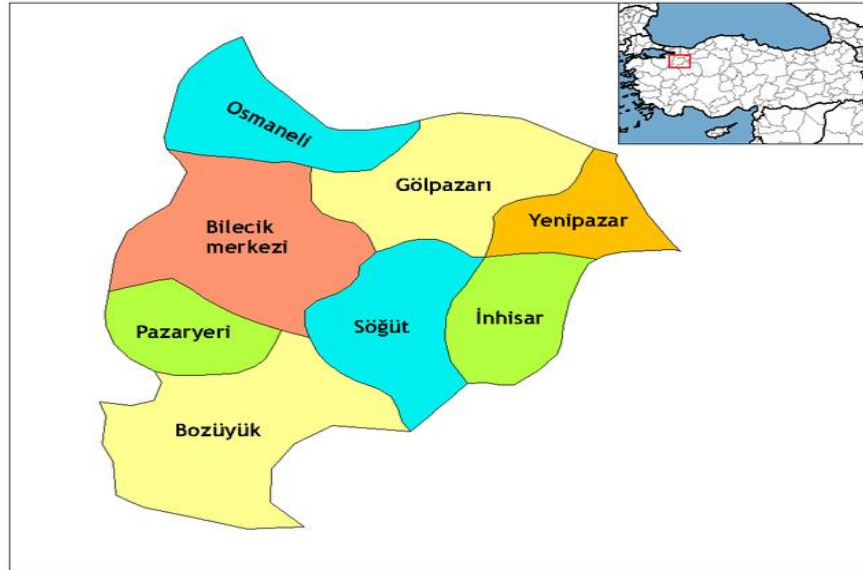 Osmaneli
Gölpazarı
Yenipazar
Bilecik
merkezi
İnhisar
Söğüt
Pazaryeri
Bozüyük